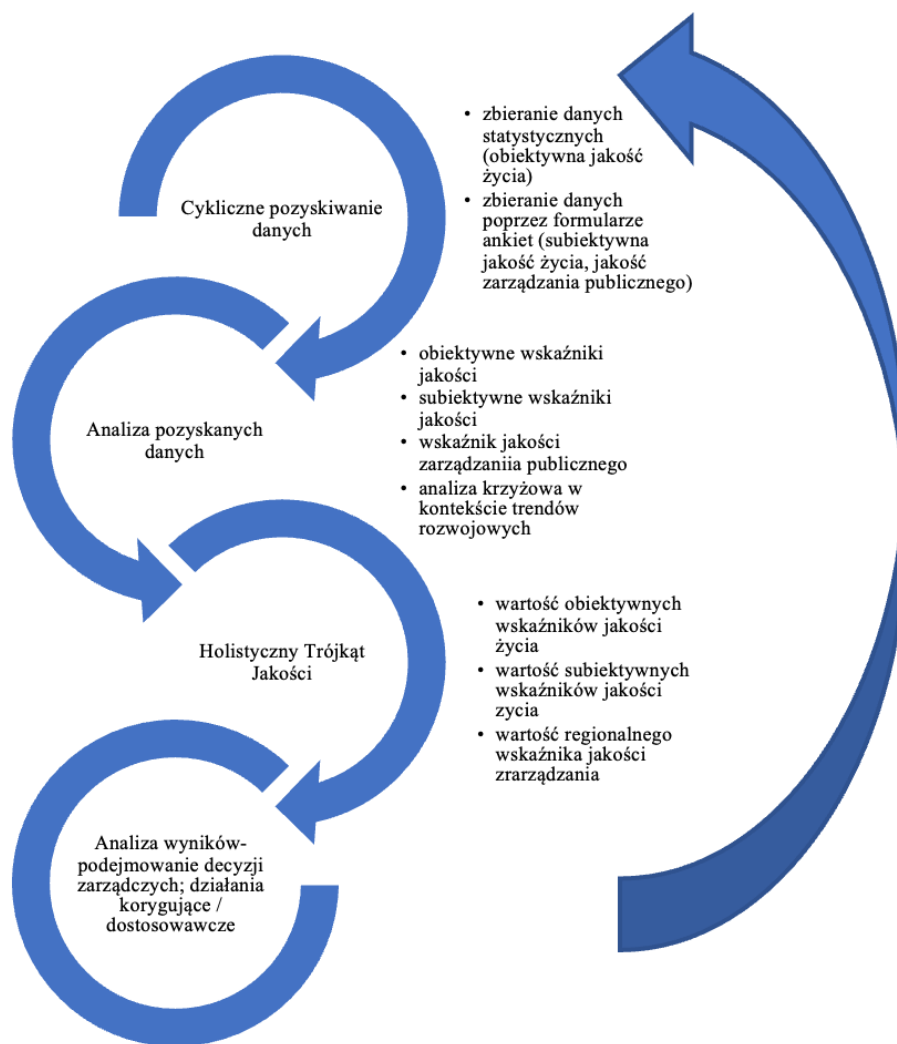 Cykliczne pozyskiwanie
danych
• zbieranie danych
statystycznych
(obiektywna jakość
życia)
• zbieranie danych
poprzez formularze
ankiet (subiektywna
jakość życia, jakość
zarządzania publicznego)
Analiza pozyskanych
danych
• obiektywne wskaźniki
jakości
• subiektywne wskaźniki
jakości
• wskaźnik jakości
zarządzaniia publicznego
• analiza krzyżowa w
kontekście trendów
rozwojowych
Holistyczny Trójkąt
Jakości
• wartość obiektywnych
wskaźników jakości
życia
• wartość subiektywnych
wskaźników jakości
zycia
• wartość regionalnego
wskaźnika jakości
zrarządzania
Analiza wyników-
podejmowanie decyzji
zarządczych; działania
korygujące /
dostosowawcze